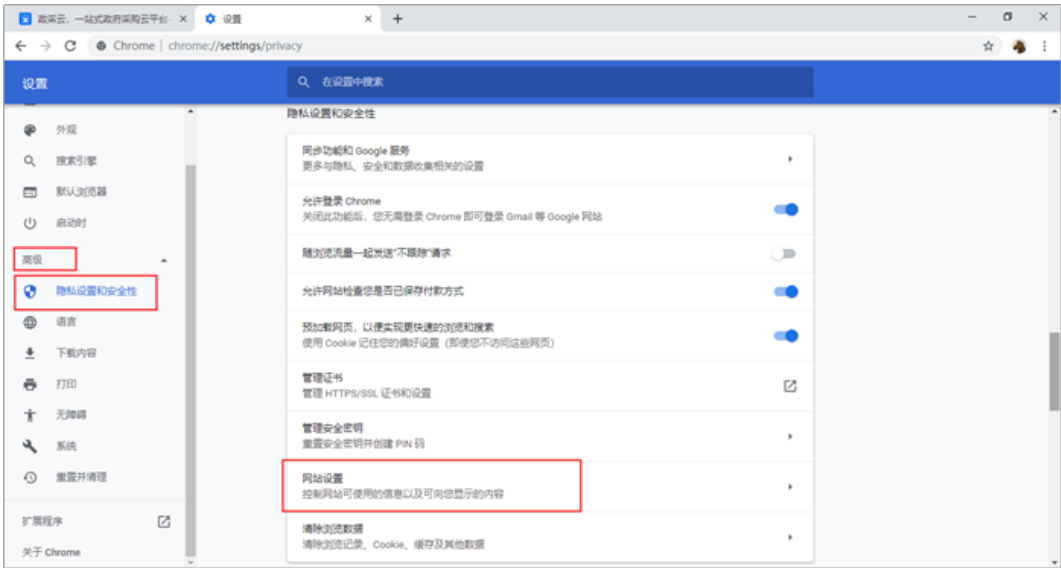 政采云，一站式政府采购云平台-
设置
Chrome | chrome://settings/privacy
设置
在设置中搜索
外观
搜索引擎
默认浏览器
启动时
高级
隐私设置和安全性
语言
下载内容
打印
无障碍
系统
重置并清理
扩展程序
关于 Chrome
隐私设置和安全性
同步功能和 Google 服务
更多与隐私、安全和数据收集相关的设置
允许登录 Chrome
关闭此功能后，您无需登录 Chrome 即可登录 Gmail 等 Google 网站
随浏览流量一起发送"不跟踪"请求
允许网站检查您是否已保存付款方式
预加载网页，以便实现更快速的浏览和搜索
使用 Cookie 记住您的偏好设置（即使您不访问这些网页）
管理证书
管理 HTTPS/SSL 证书和设置
管理安全密钥
重置安全密钥并创建 PIN 码
网站设置
控制网站可使用的信息以及可向您显示的内容
清除浏览数据
清除浏览记录、Cookie、缓存及其他数据